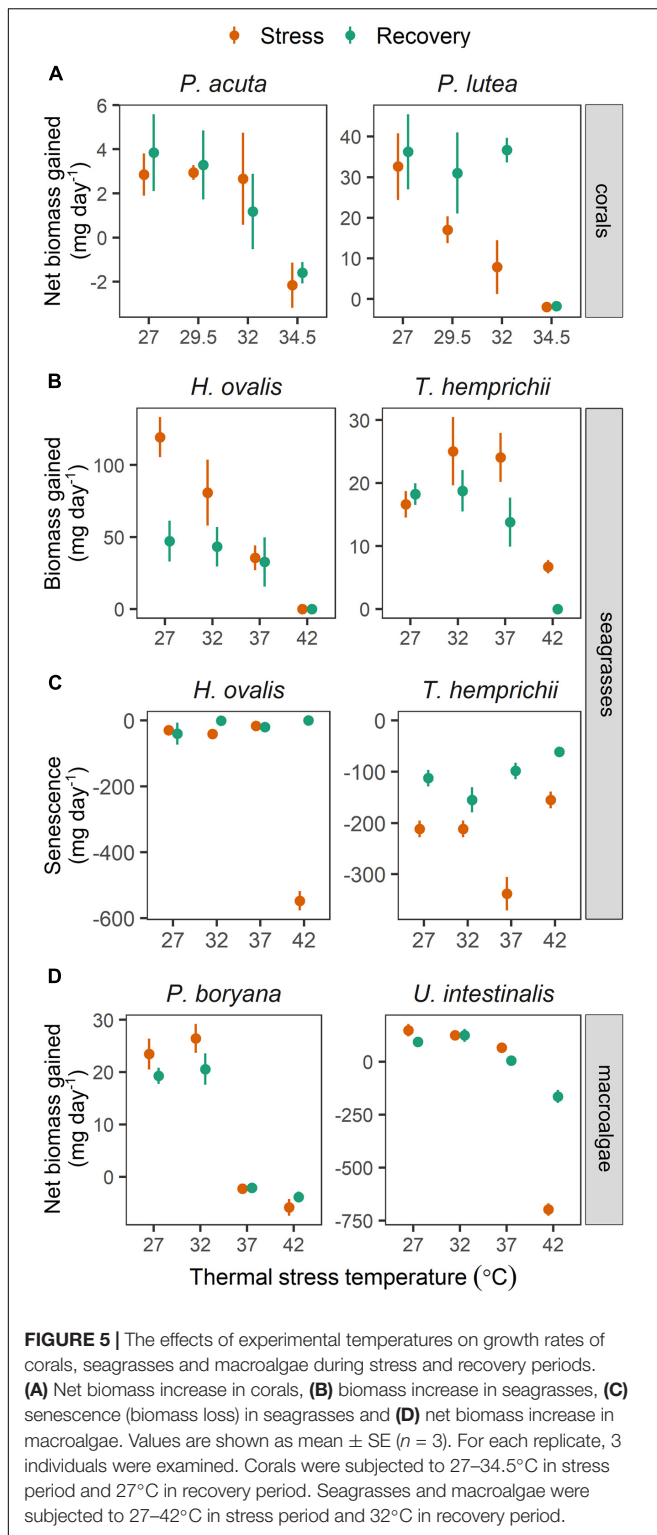 Stress Recovery
A
P. acuta P. lutea
Net biomass gained
(mg day-1)
6
4
2
0
-2
40
30
20
10
0
corals
27 29.5 32 34.5 27 29.5 32 34.5
B
H. ovalis T. hemprichii
Biomass gained
(mg day-1)
100
50
0
30
20
10
0
27 32 37 42 27 32 37 42
seagrasses
C
H. ovalis T. hemprichii
Senescence
(mg day-1)
0
-200
-400
-600
0
-100
-200
-300
27 32 37 42 27 32 37 42
D
P. boryana U. intestinalis
Net biomass gained
(mg day-1)
30
20
10
0
0
-250
-500
-750
macroalgae
27 32 37 42 27 32 37 42
Thermal stress temperature (°C)
FIGURE 5 | The effects of experimental temperatures on growth rates of
corals, seagrasses and macroalgae during stress and recovery periods.
(A) Net biomass increase in corals, (B) biomass increase in seagrasses, (C)
senescence (biomass loss) in seagrasses and (D) net biomass increase in
macroalgae. Values are shown as mean ± SE (n = 3). For each replicate, 3
individuals were examined. Corals were subjected to 27–34.5°C in stress
period and 27°C in recovery period. Seagrasses and macroalgae were
subjected to 27–42°C in stress period and 32°C in recovery period.